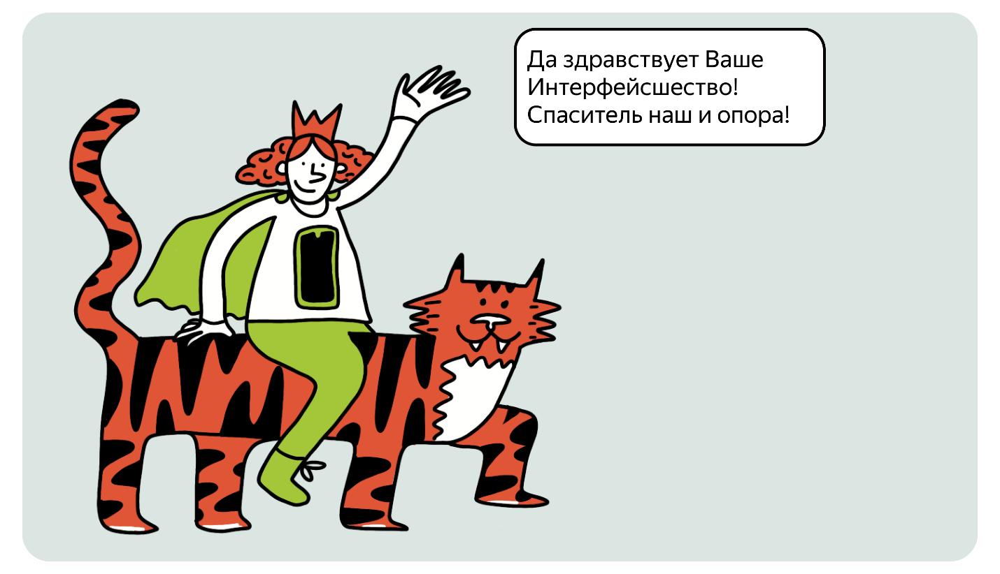 Да здравствует Ваше
Интерфейсшество!
Спаситель наш и опора!